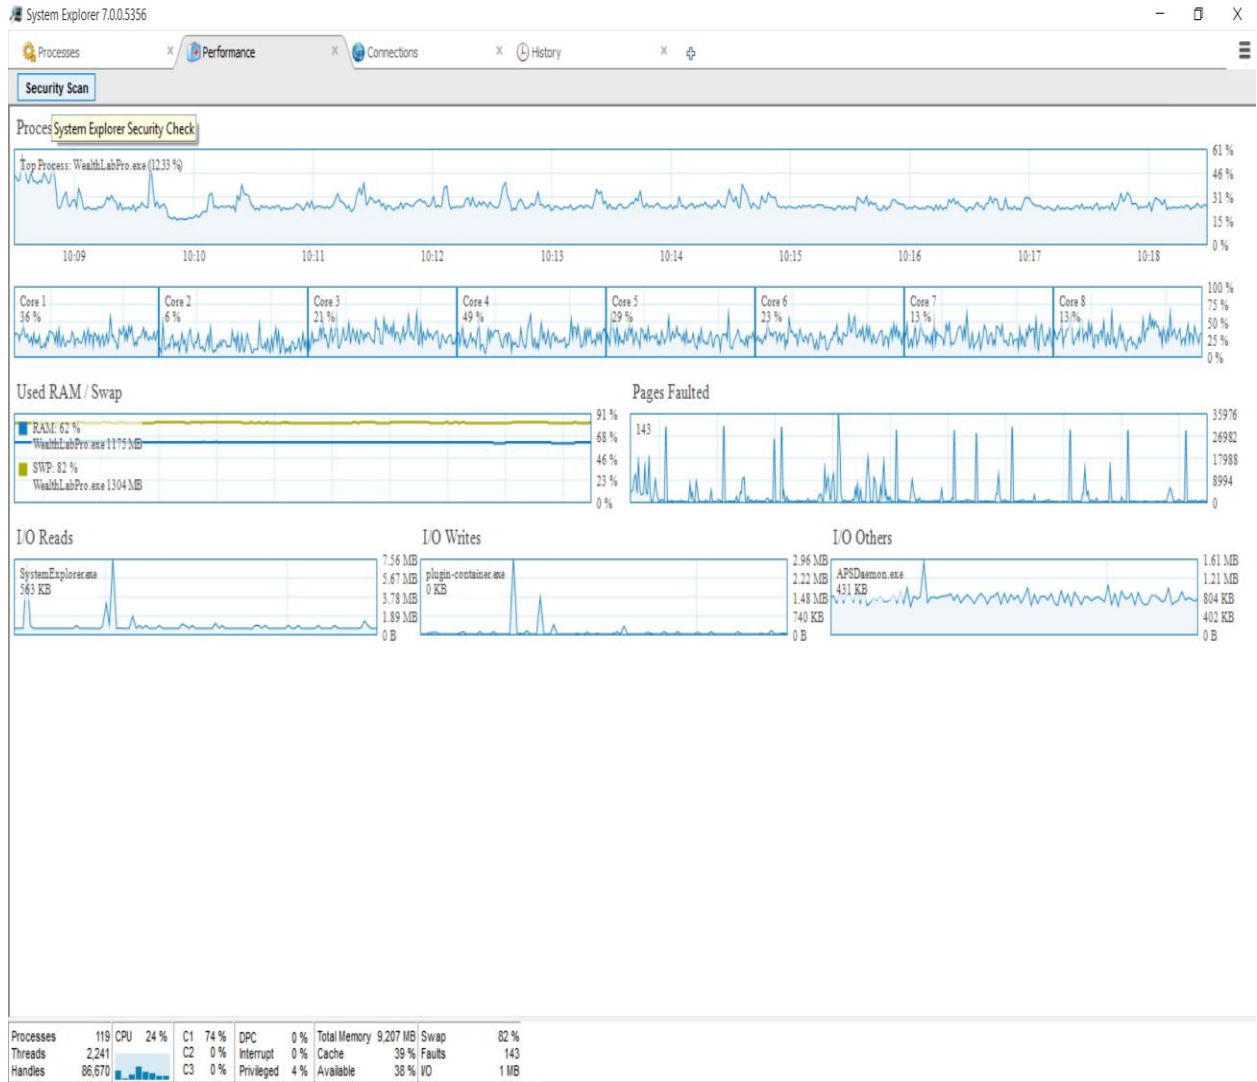 System Explorer 7.0.0.5356
Processes
Performance
Connections
History
Security Scan
Proces
System Explorer Security Check
Top Process: WealthLabPro.exe (12.33 %)
61 %
46 %
31 %
15 %
0 %
10:09 10:10 10:11 10:12 10:13 10:14 10:15 10:16 10:17 10:18
Core 1 Core 2 Core 3 Core 4 Core 5 Core 6 Core 7 Core 8
36 % 6 % 21 % 49 % 29 % 23 % 13 % 13 %
100 %
75 %
50 %
25 %
0 %
Used RAM / Swap
RAM: 62 %
WealthLabPro.exe 1175 MB
SWP: 82 %
WealthLabPro.exe 1304 MB
91 %
68 %
46 %
23 %
0 %
Pages Faulted
143
35976
26982
17988
8994
0
I/O Reads
SystemExplorer.exe
563 KB
7.56 MB
5.67 MB
3.78 MB
1.89 MB
0 B
I/O Writes
plugin-container.exe
0 KB
2.96 MB
2.22 MB
1.48 MB
740 KB
0 B
I/O Others
APSDaemon.exe
431 KB
1.61 MB
1.21 MB
804 KB
402 KB
0 B
Processes 119 CPU 24 % C1 74 % DPC 0 % Total Memory 9,207 MB Swap 82 %
Threads 2,241 C2 0 % Interrupt 0 % Cache 39 % Faults 143
Handles 86,670 C3 0 % Privileged 4 % Available 38 % I/O 1 MB